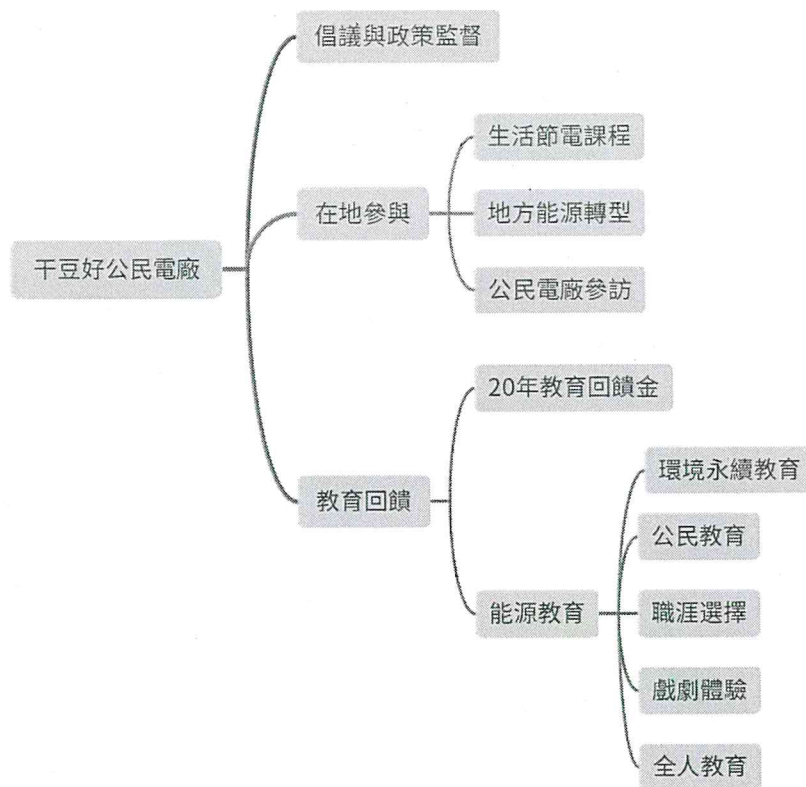 干豆好公民電廠
倡議與政策監督
在地參與
生活節電課程
地方能源轉型
公民電廠參訪
教育回饋
20年教育回饋金
能源教育
環境永續教育
公民教育
職涯選擇
戲劇體驗
全人教育